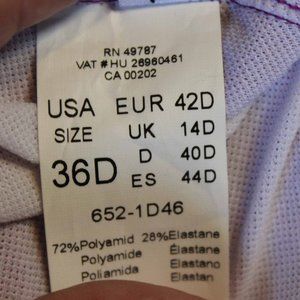 RN 49787
VAT # HU 26960461
CA 00202
USA EUR 42D
SIZE UK 14D
36D D 40D
ES 44D
652-1D46
72%Polyamid 28%Elastane
Polyamide Élastane
Poliamida Elastano
Elastan